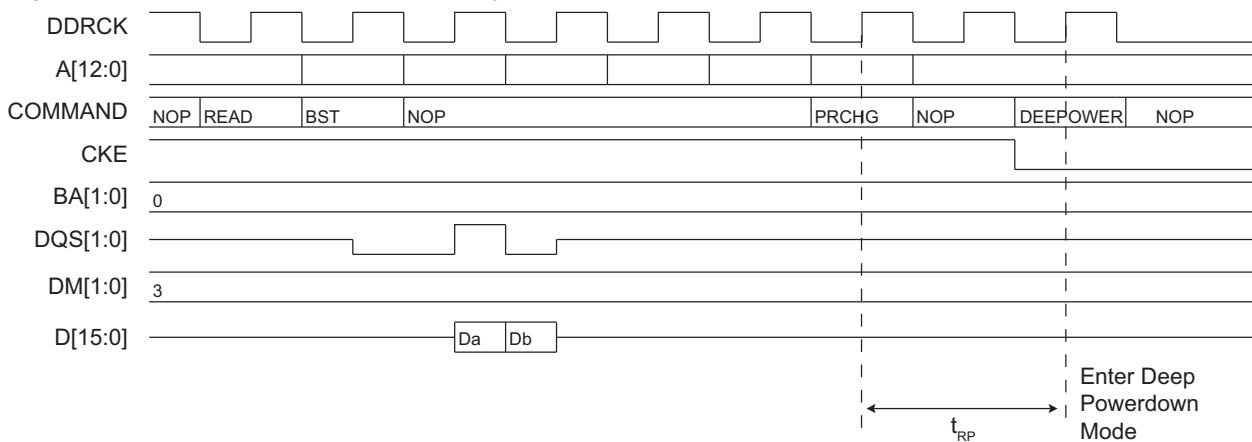 DDRCK
A[12:0]
COMMAND NOP READ BST NOP PRCHG NOP DEEPOWER NOP
CKE
BA[1:0] 0
DQS[1:0]
DM[1:0] 3
D[15:0] Da Db
tRP
Enter Deep
Powerdown
Mode